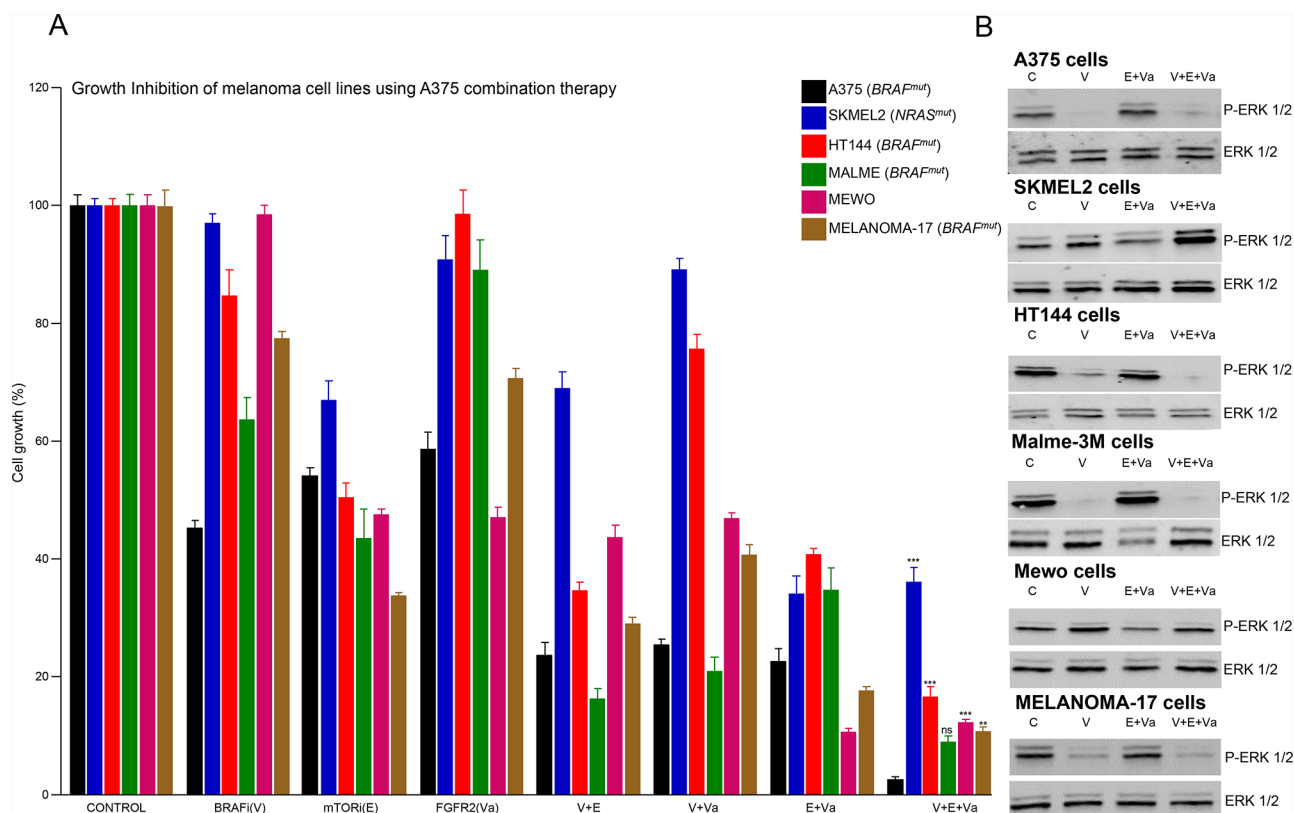 A
Growth Inhibition of melanoma cell lines using A375 combination therapy
120
100
80
60
40
20
0
Cell growth (%)
A375 (BRAFmut)
SKMEL2 (NRASmut)
HT144 (BRAFmut)
MALME (BRAFmut)
MEWO
MELANOMA-17 (BRAFmut)
***
***
ns
***
**
CONTROL BRAFi(V) mTORi(E) FGFR2(Va) V+E V+Va E+Va V+E+Va
B
A375 cells
C V E+Va V+E+Va
P-ERK 1/2
ERK 1/2
SKMEL2 cells
C V E+Va V+E+Va
P-ERK 1/2
ERK 1/2
HT144 cells
C V E+Va V+E+Va
P-ERK 1/2
ERK 1/2
Malme-3M cells
C V E+Va V+E+Va
P-ERK 1/2
ERK 1/2
Mewo cells
C V E+Va V+E+Va
P-ERK 1/2
ERK 1/2
MELANOMA-17 cells
C V E+Va V+E+Va
P-ERK 1/2
ERK 1/2